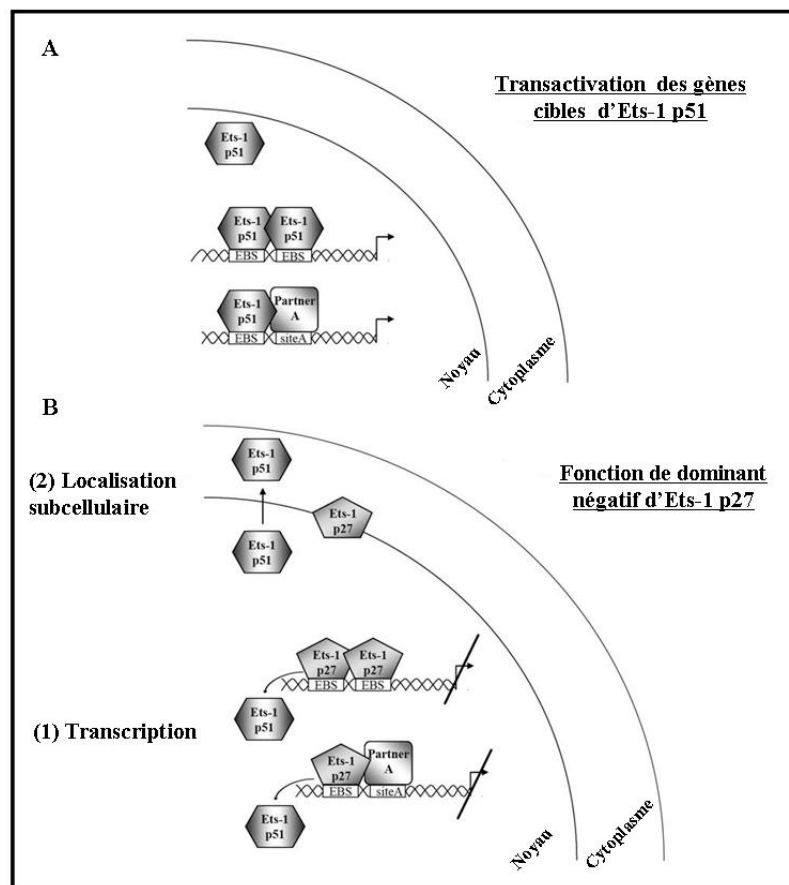 A
Transactivation des gènes
cibles d'Ets-1 p51
Ets-1
p51
Ets-1
p51
Ets-1
p51
EBS
EBS
Ets-1
p51
Partner
A
EBS
siteA
Noyau
Cytoplasme
B
(2) Localisation
subcellulaire
Ets-1
p51
Ets-1
p51
Ets-1
p27
Fonction de dominant
négatif d'Ets-1 p27
(1) Transcription
Ets-1
p27
Ets-1
p27
EBS
EBS
Ets-1
p51
Ets-1
p27
Partner
A
EBS
siteA
Ets-1
p51
Noyau
Cytoplasme